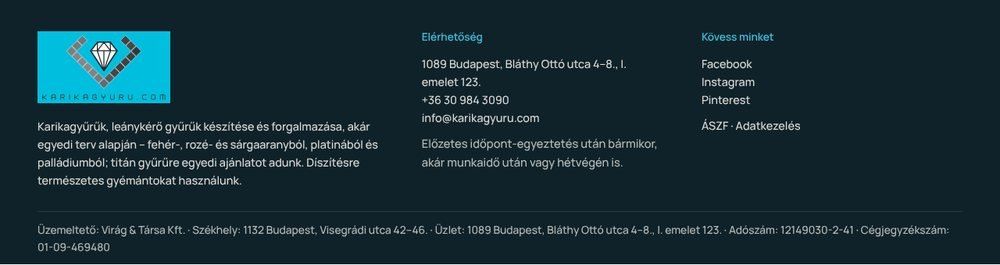 KARIKAGYURU.COM
Karikagyűrűk, leánykérő gyűrűk készítése és forgalmazása, akár
egyedi terv alapján – fehér-, rozé- és sárgaaranyból, platinából és
palládiumból; titán gyűrűre egyedi ajánlatot adunk. Díszítésre
természetes gyémántokat használunk.
Elérhetőség
1089 Budapest, Bláthy Ottó utca 4–8., I.
emelet 123.
+36 30 984 3090
info@karikagyuru.com
Előzetes időpont-egyeztetés után bármikor,
akár munkaidő után vagy hétvégén is.
Kövess minket
Facebook
Instagram
Pinterest
ÁSZF · Adatkezelés
Üzemeltető: Virág & Társa Kft. · Székhely: 1132 Budapest, Visegrádi utca 42–46. · Üzlet: 1089 Budapest, Bláthy Ottó utca 4–8., I. emelet 123. · Adószám: 12149030-2-41 · Cégjegyzékszám:
01-09-469480